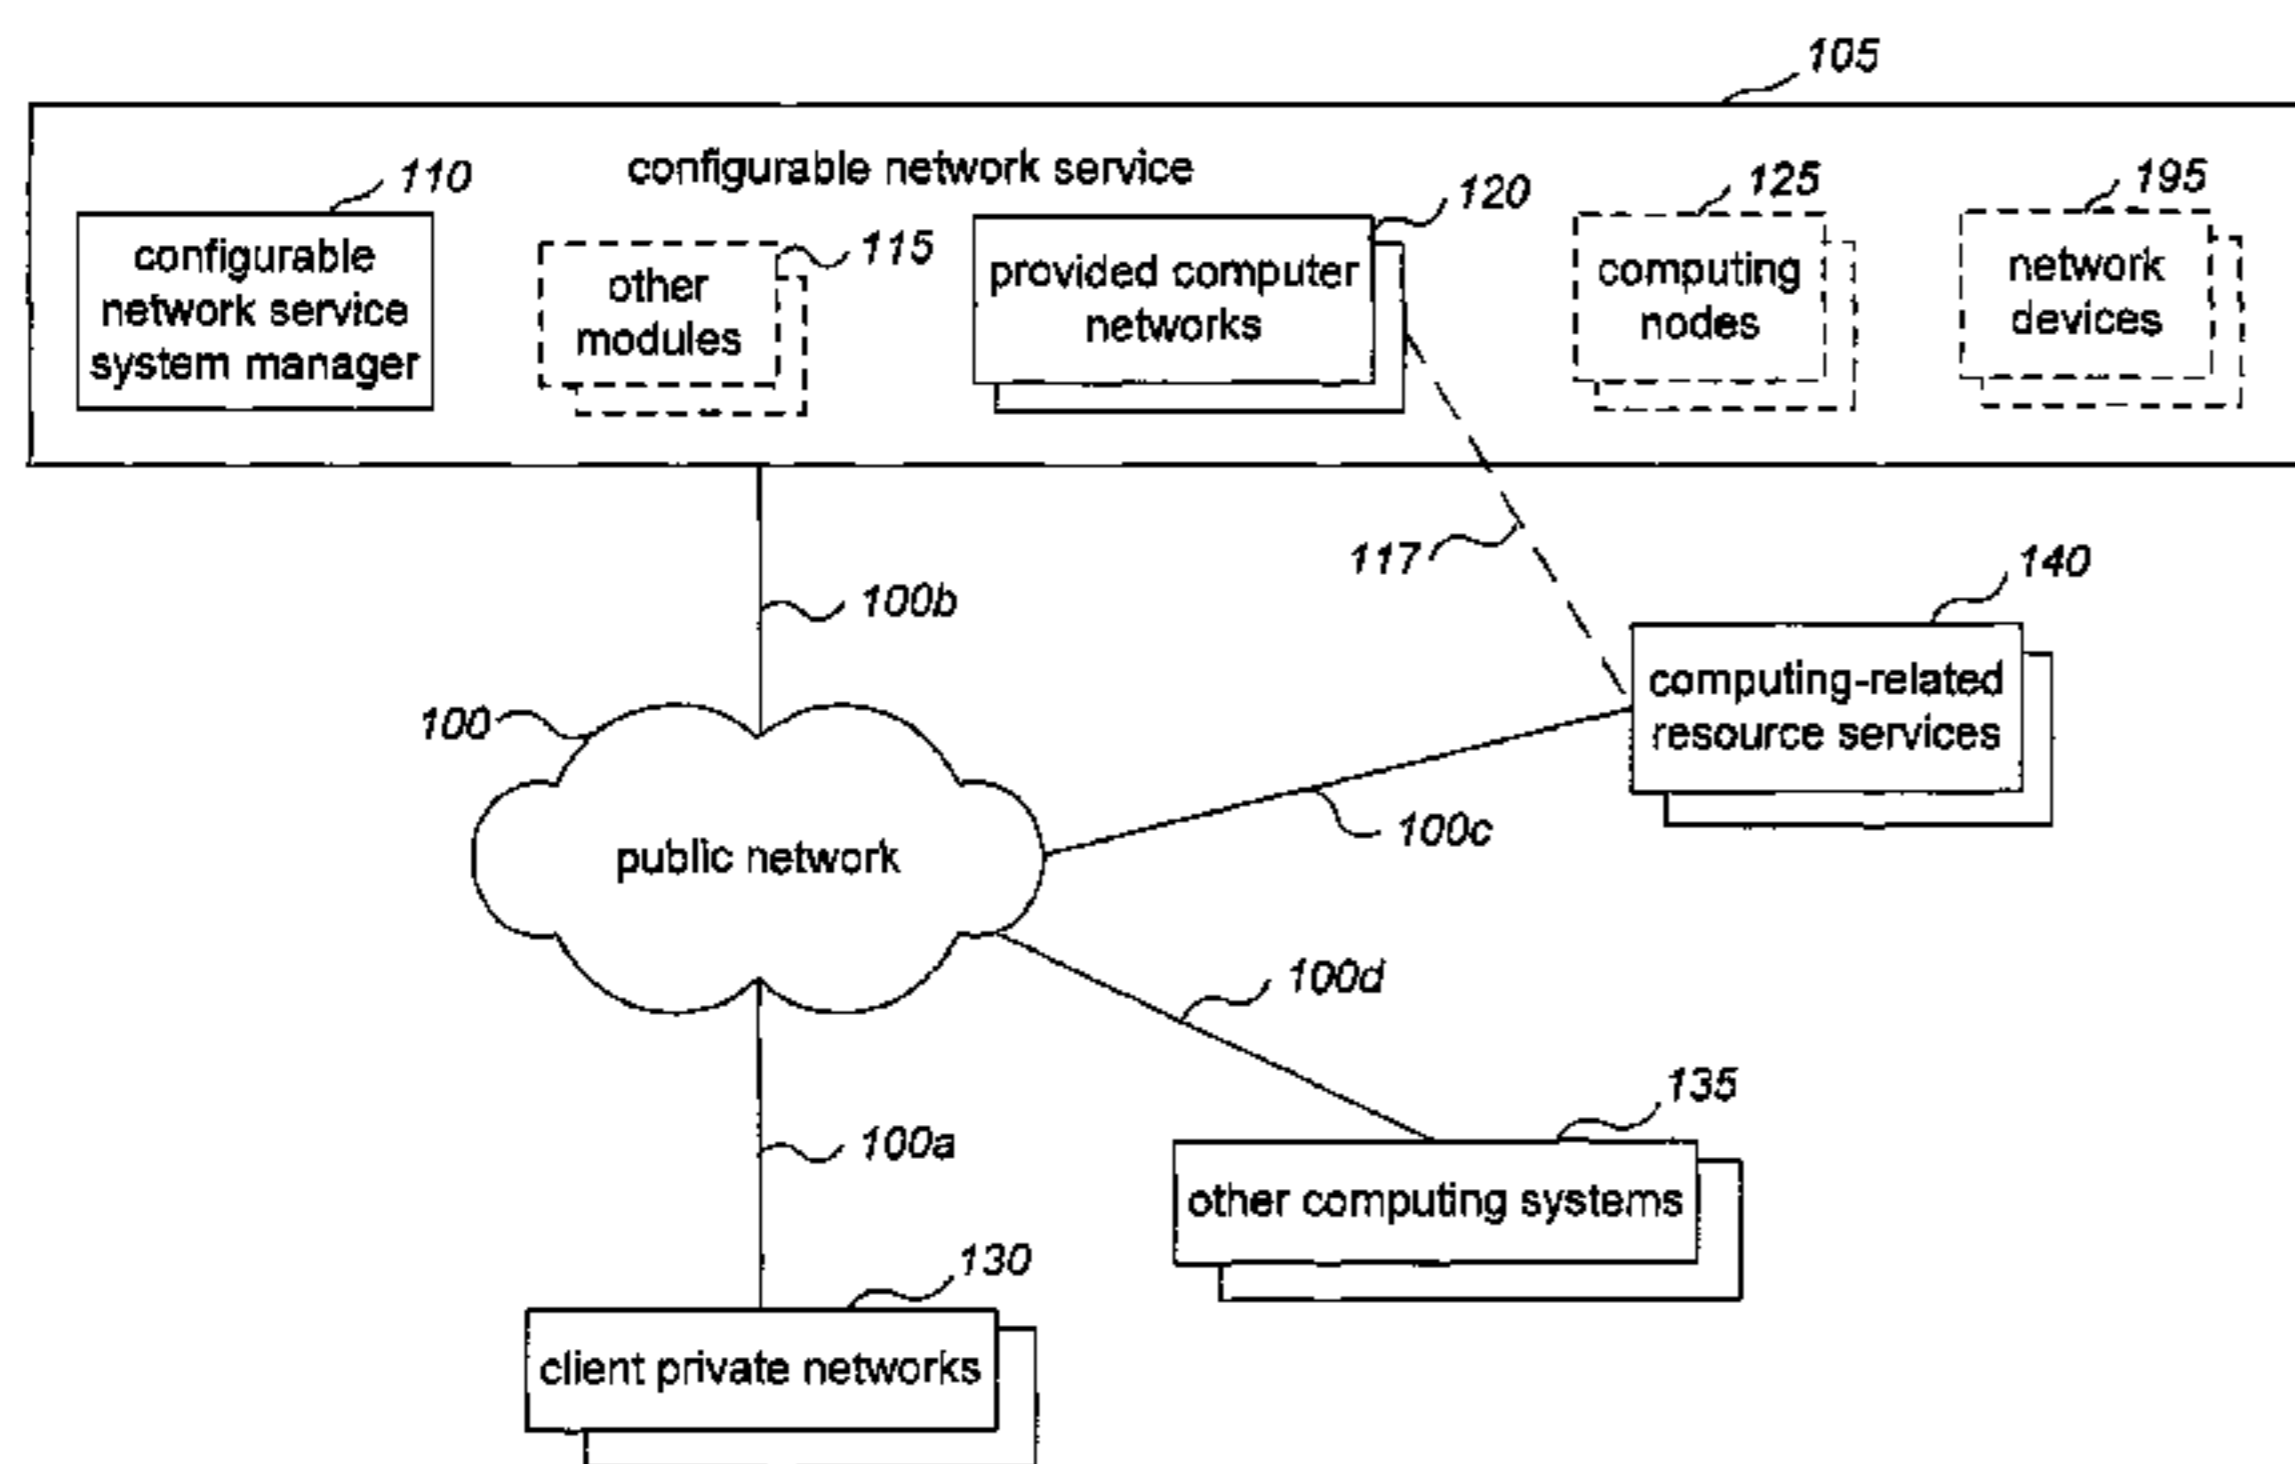 105
configurable network service
110
configurable
network service
system manager
115
other
modules
120
provided computer
networks
125
computing
nodes
195
network
devices
117
140
computing-related
resource services
100b
100
public network
100c
100d
135
other computing systems
100a
130
client private networks